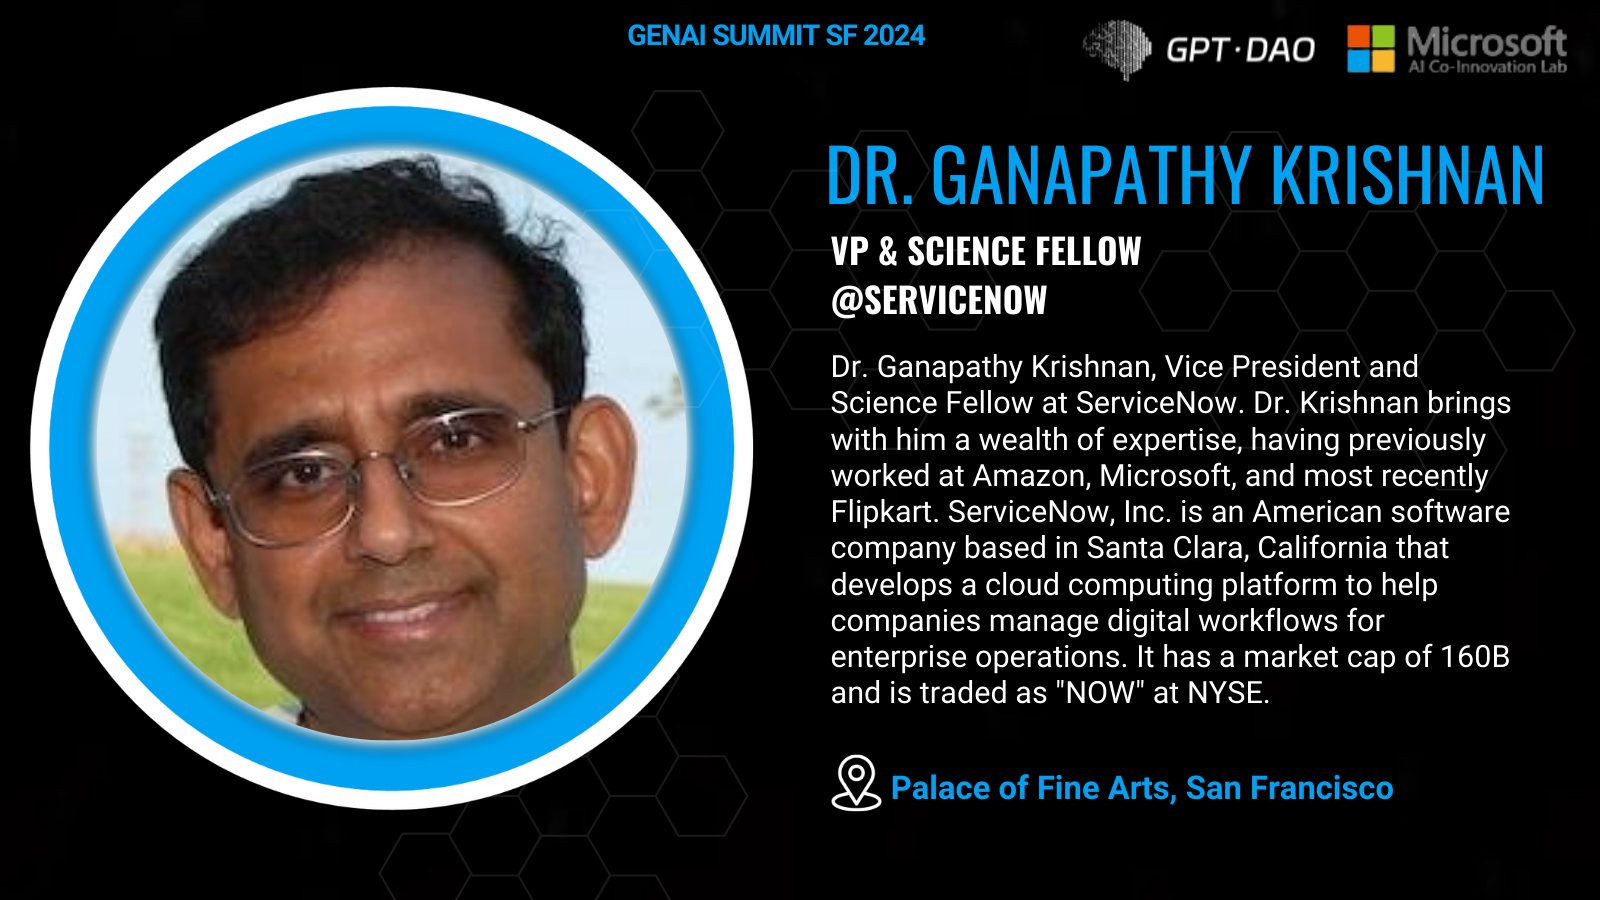 GENAI SUMMIT SF 2024
GPT·DAO
Microsoft
AI Co-Innovation Lab
DR. GANAPATHY KRISHNAN
VP & SCIENCE FELLOW
@SERVICENOW
Dr. Ganapathy Krishnan, Vice President and
Science Fellow at ServiceNow. Dr. Krishnan brings
with him a wealth of expertise, having previously
worked at Amazon, Microsoft, and most recently
Flipkart. ServiceNow, Inc. is an American software
company based in Santa Clara, California that
develops a cloud computing platform to help
companies manage digital workflows for
enterprise operations. It has a market cap of 160B
and is traded as "NOW" at NYSE.
Palace of Fine Arts, San Francisco